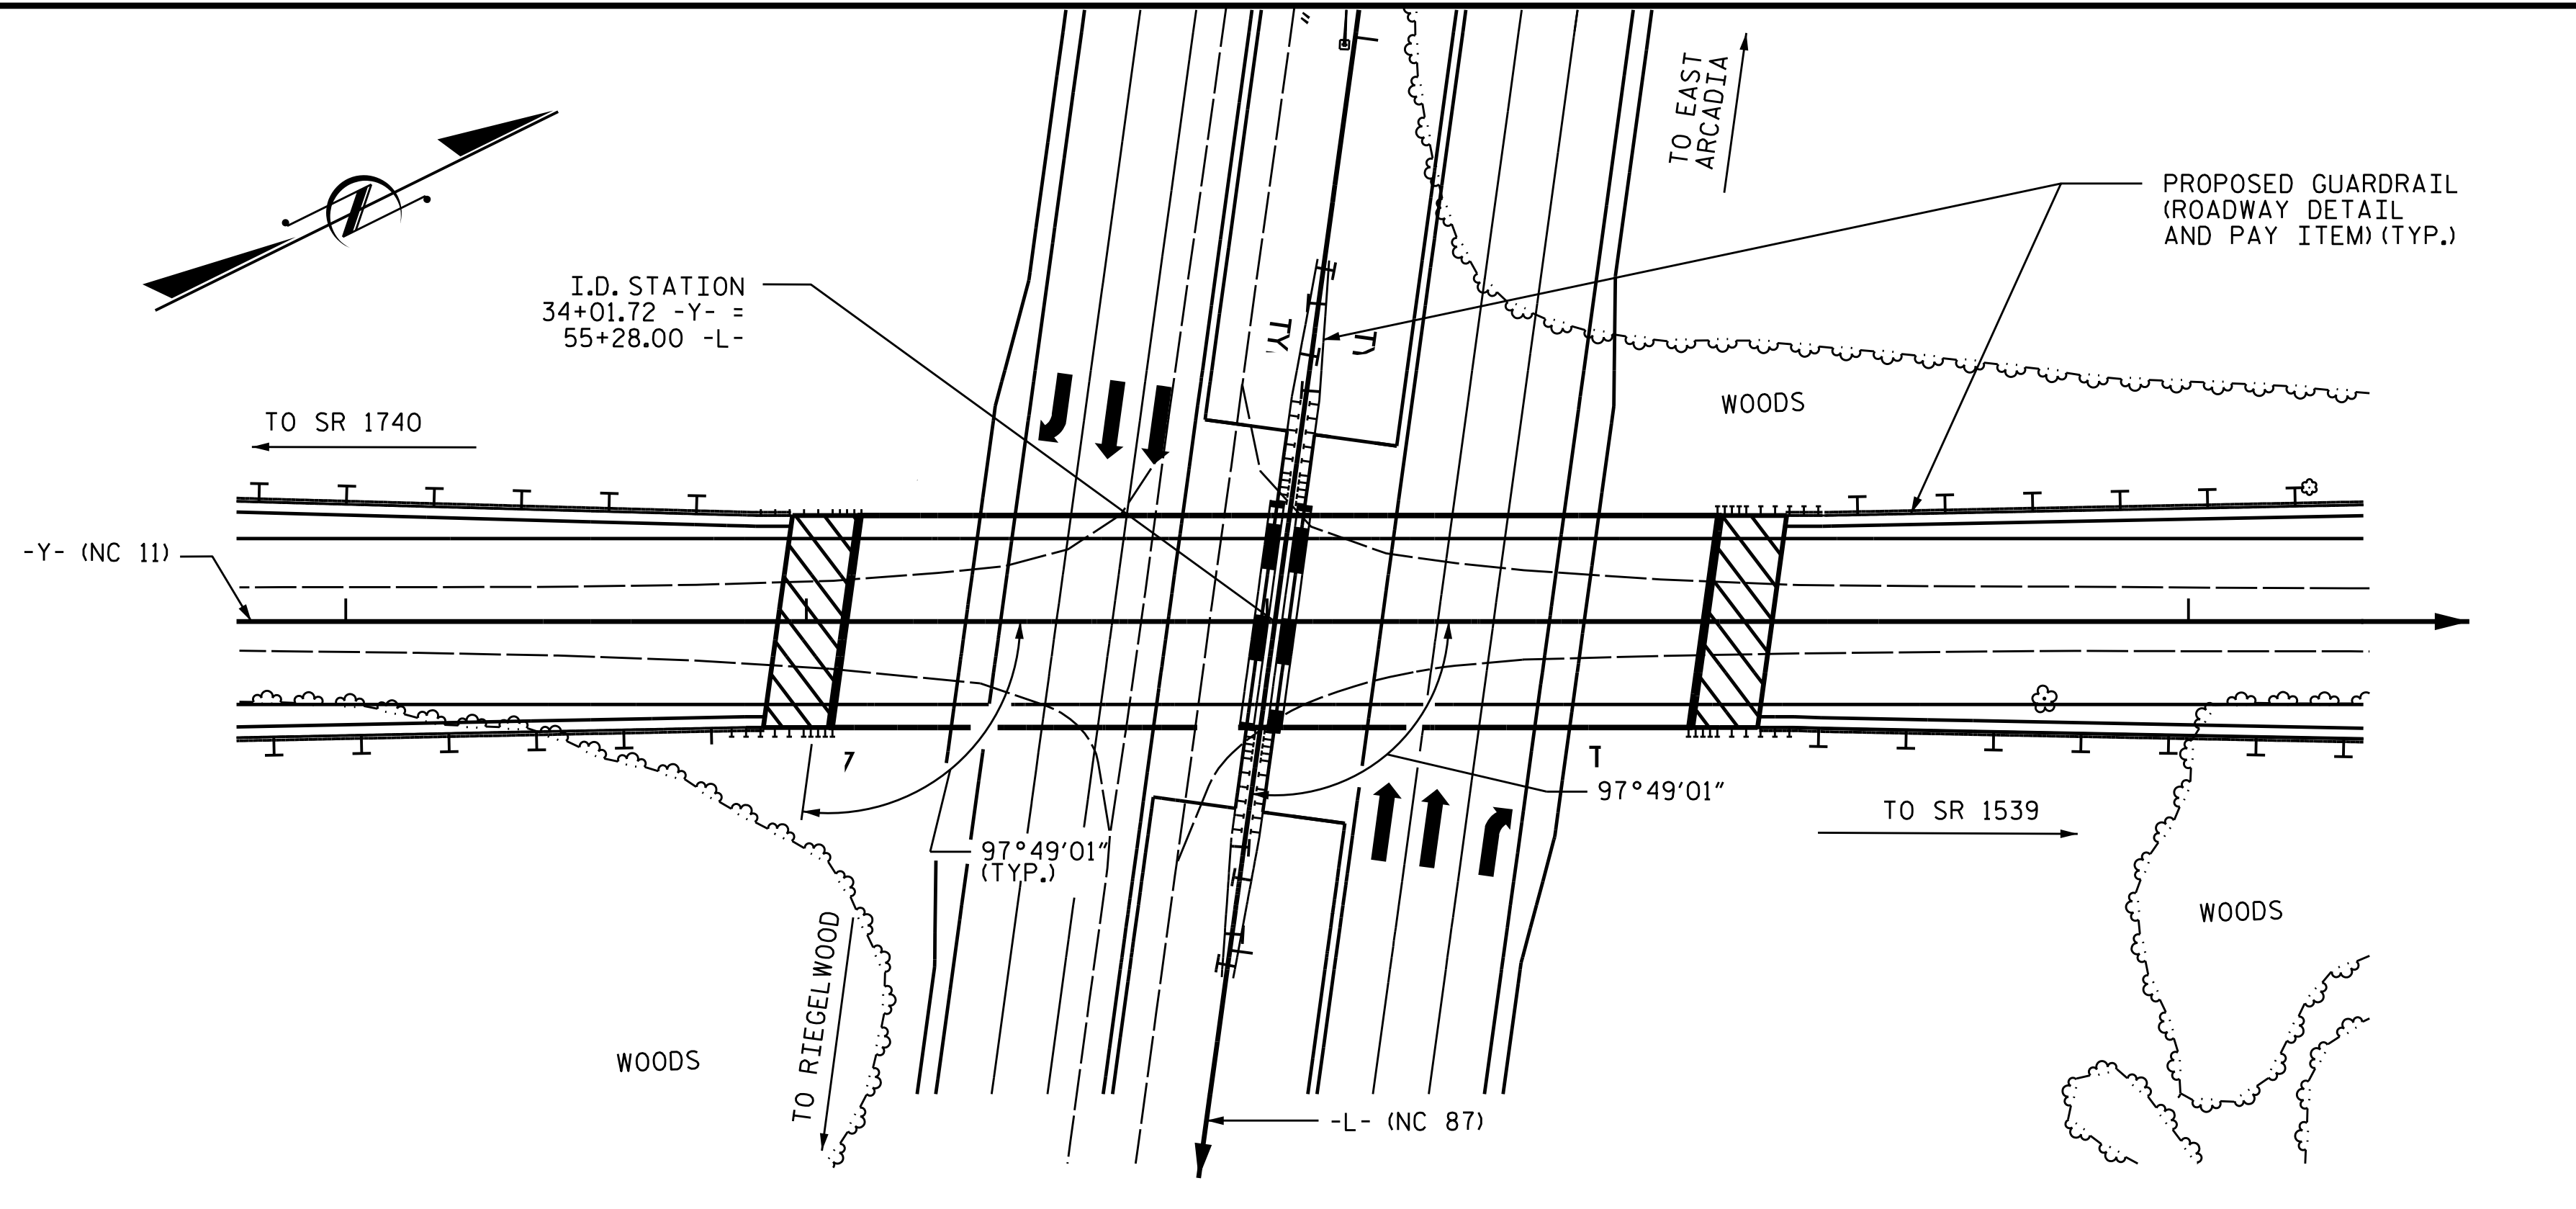 TO EAST
ARCADIA
PROPOSED GUARDRAIL
(ROADWAY DETAIL
AND PAY ITEM)(TYP.)
I.D. STATION
34+01.72 -Y- =
55+28.00 -L-
TY
TO SR 1740
WOODS
-Y- (NC 11)
97°49'01"
TO SR 1539
97°49'01"
(TYP.)
WOODS
TO RIEGELWOOD
WOODS
-L- (NC 87)